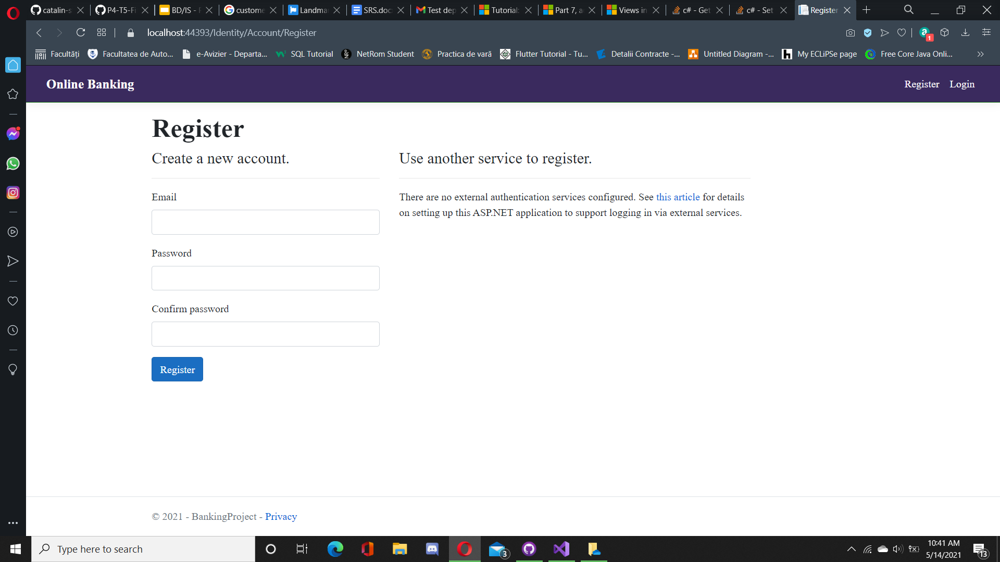 catalin-s
P4-T5-Fi
BD/IS - P
custome
Landma
SRS.doc
Test dep
Tutorial:
Part 7, a
Views in
c# - Get
c# - Set
Register
localhost:44393/Identity/Account/Register
1
Facultăți
Facultatea de Auto...
e-Avizier - Departa...
SQL Tutorial
NetRom Student
Practica de vară
Flutter Tutorial - Tu...
Detalii Contracte -...
Untitled Diagram -...
My ECLiPSe page
Free Core Java Onli...
Online Banking
Register
Login
Register
Create a new account.
Use another service to register.
Email
There are no external authentication services configured. See this article for details
on setting up this ASP.NET application to support logging in via external services.
Password
Confirm password
Register
© 2021 - BankingProject - Privacy
Type here to search
3
10:41 AM
5/14/2021
13